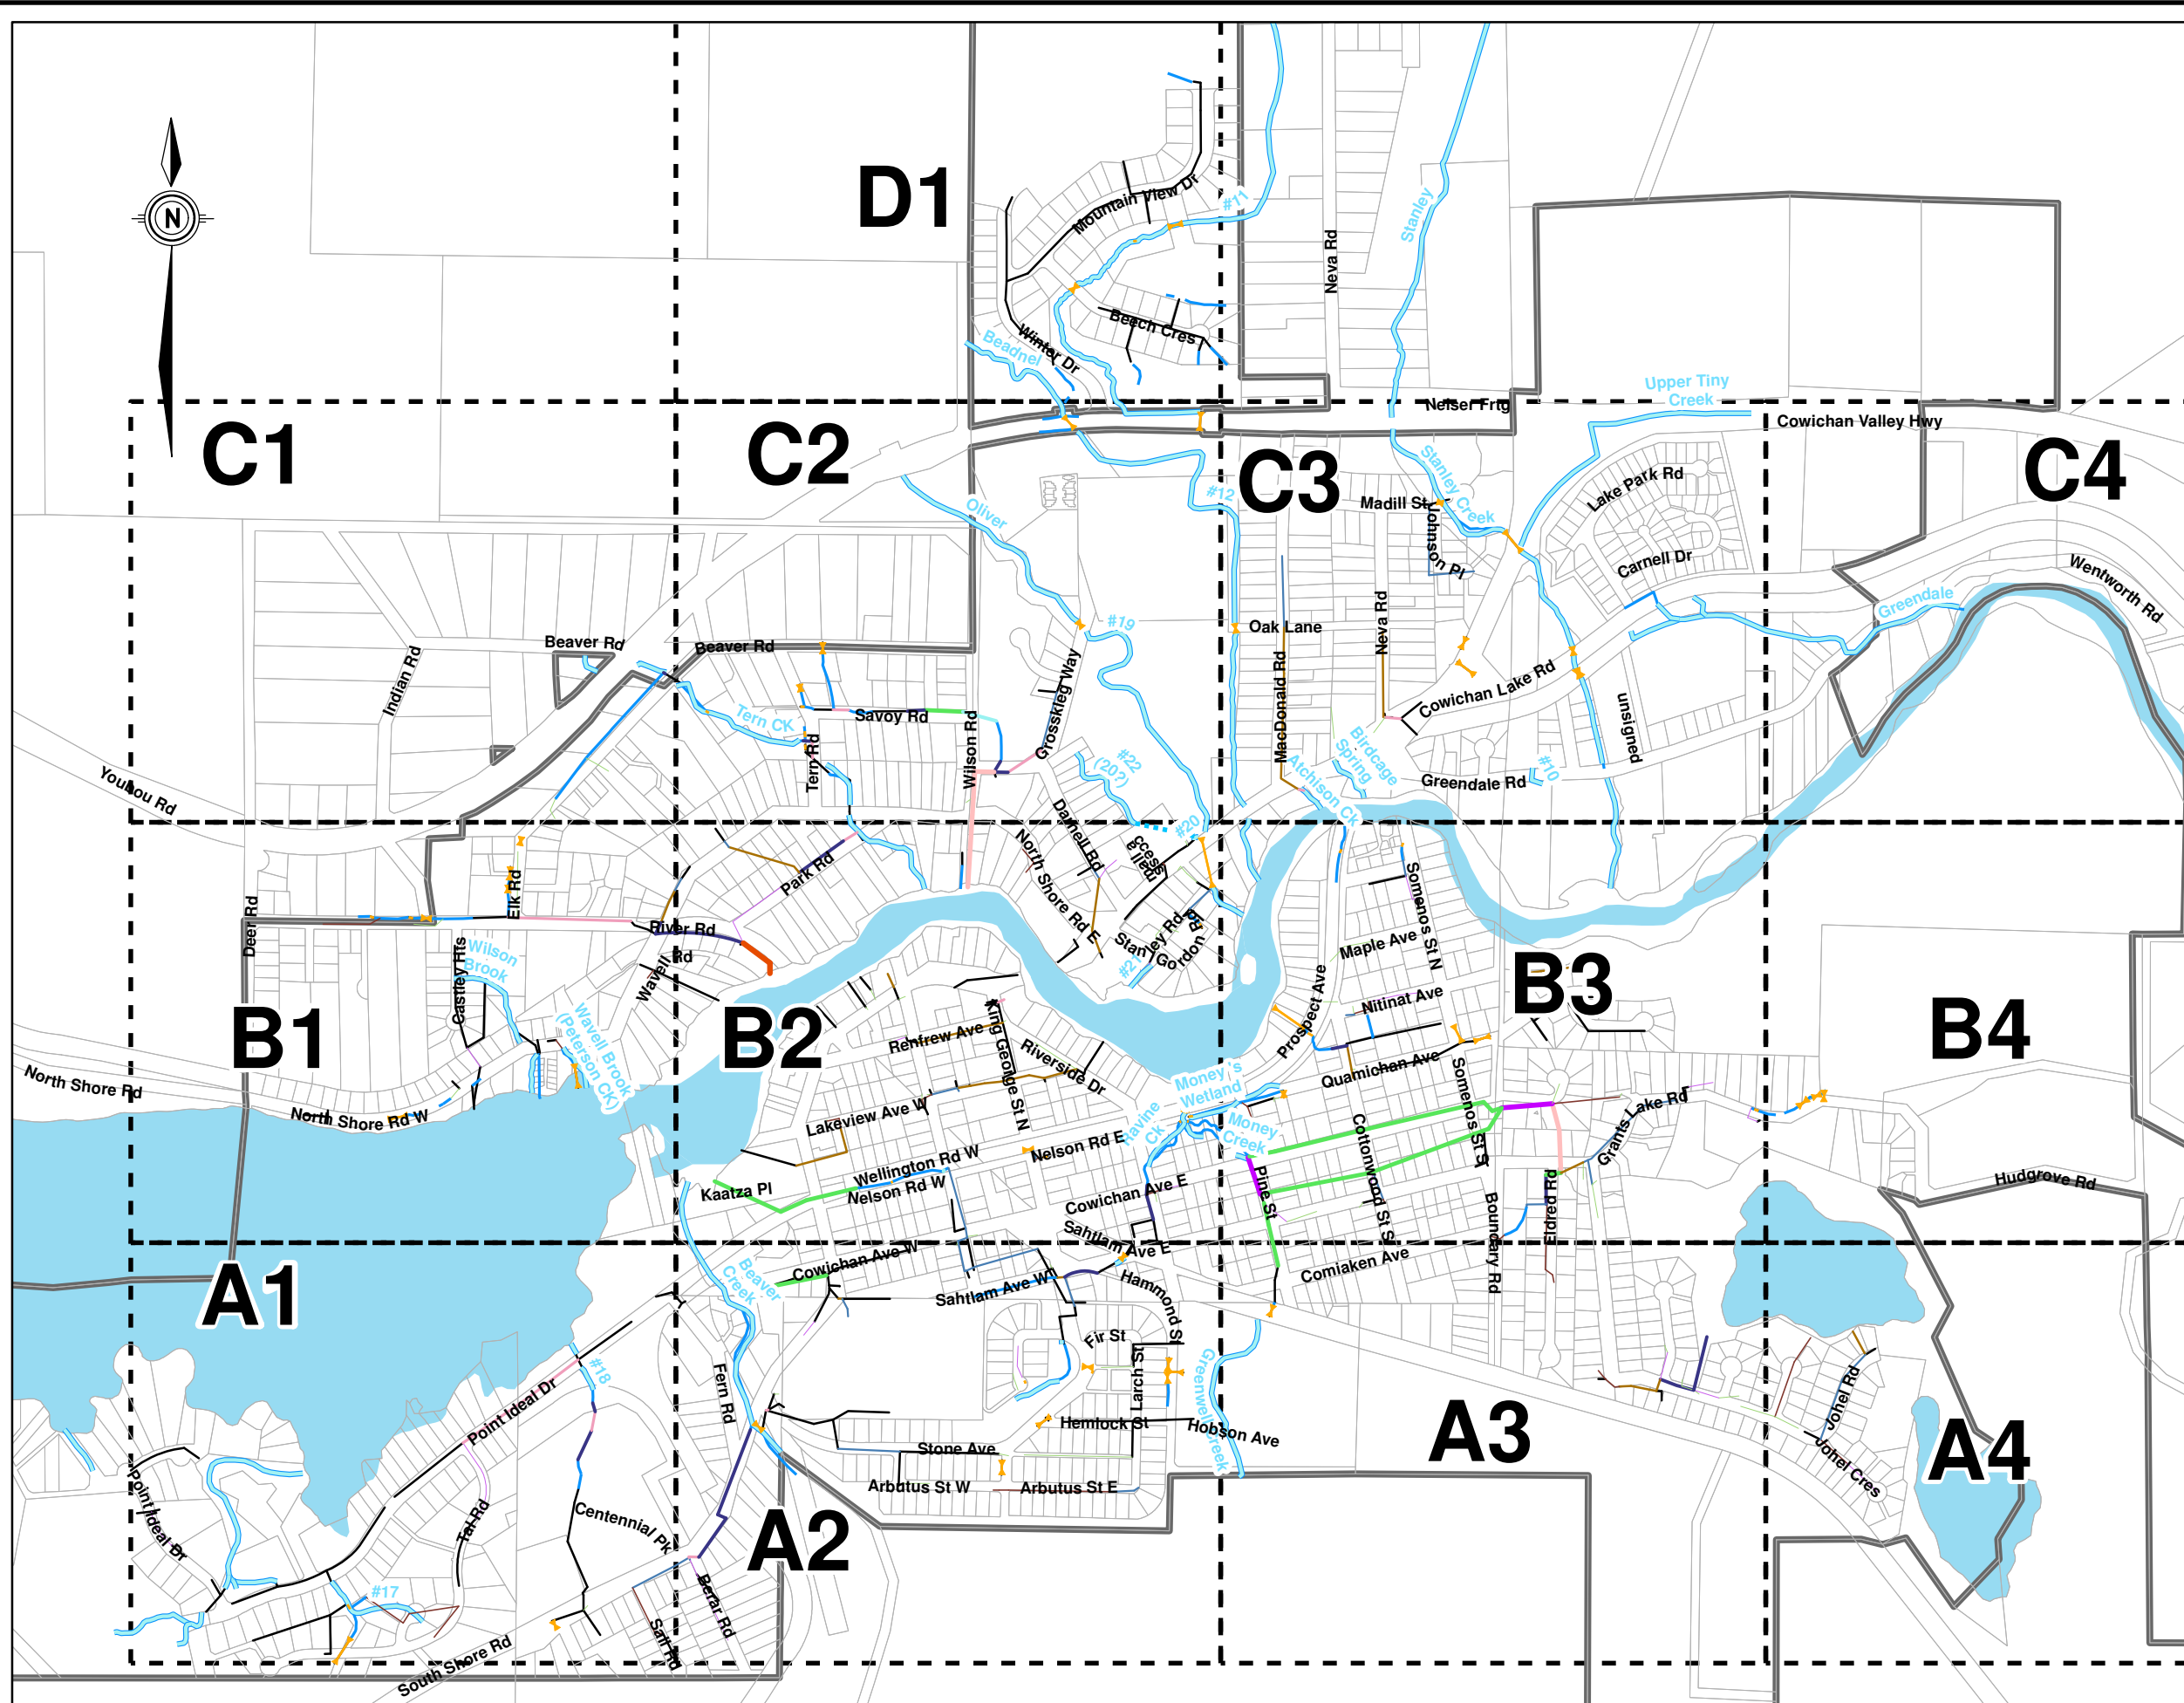 N
D1
Mountain View Dr
#11
Stanley
Neva Rd
Beech Cres
Winter Dr
Beadnel
Upper Tiny
Creek
Neiser Frtg
Cowichan Valley Hwy
C1
C2
C3
C4
Stanley Creek
Lake Park Rd
#12
Madill St
Johnson Pl
Oliver
Carnell Dr
Wentworth Rd
Greendale
#19
Oak Lane
Beaver Rd
Beaver Rd
Indian Rd
Neva Rd
MacDonald Rd
Cowichan Lake Rd
Grosskleg Way
Tern CK
Savoy Rd
Wilson Rd
Tern Rd
unsigned
Birdcage
Spring
#22
(20?)
Atchison Ck
#10
Greendale Rd
Youbou Rd
#20
Darnell Rd
North Shore Rd E
Park Rd
Elk Rd
Deer Rd
River Rd
Wavell
Rd
Stanley Rd
Gordon
Rd
#21
Somenos St N
Maple Ave
Prospect Ave
Nitinat Ave
Quamichan Ave
Castley Hts
Wilson
Brook
Wavell Brook
(Peterson CK)
B1
B2
B3
B4
Renfrew Ave
King George St N
Riverside Dr
North Shore Rd
North Shore Rd W
Lakeview Ave W
Money's
Wetland
Ravine
Ck
Money
Creek
Somenos St S
Grants Lake Rd
Nelson Rd E
Wellington Rd W
Nelson Rd W
Kaatza Pl
Cowichan Ave E
Pine St
Cottonwood St S
Boundary Rd
Eldred Rd
Hudgrove Rd
Sahtlam Ave E
Cowichan Ave W
Comiaken Ave
Beaver
Creek
Sahtlam Ave W
Hammond St
A1
Fir St
Larch St
Greenwell Creek
#18
Fern Rd
Point Ideal Dr
Hemlock St
Hobson Ave
Stone Ave
Arbutus St W
Arbutus St E
A2
A3
A4
Johel Rd
Johel Cres
Point Ideal Dr
Tal Rd
Centennial Pk
Berar Rd
Sall Rd
#17
South Shore Rd